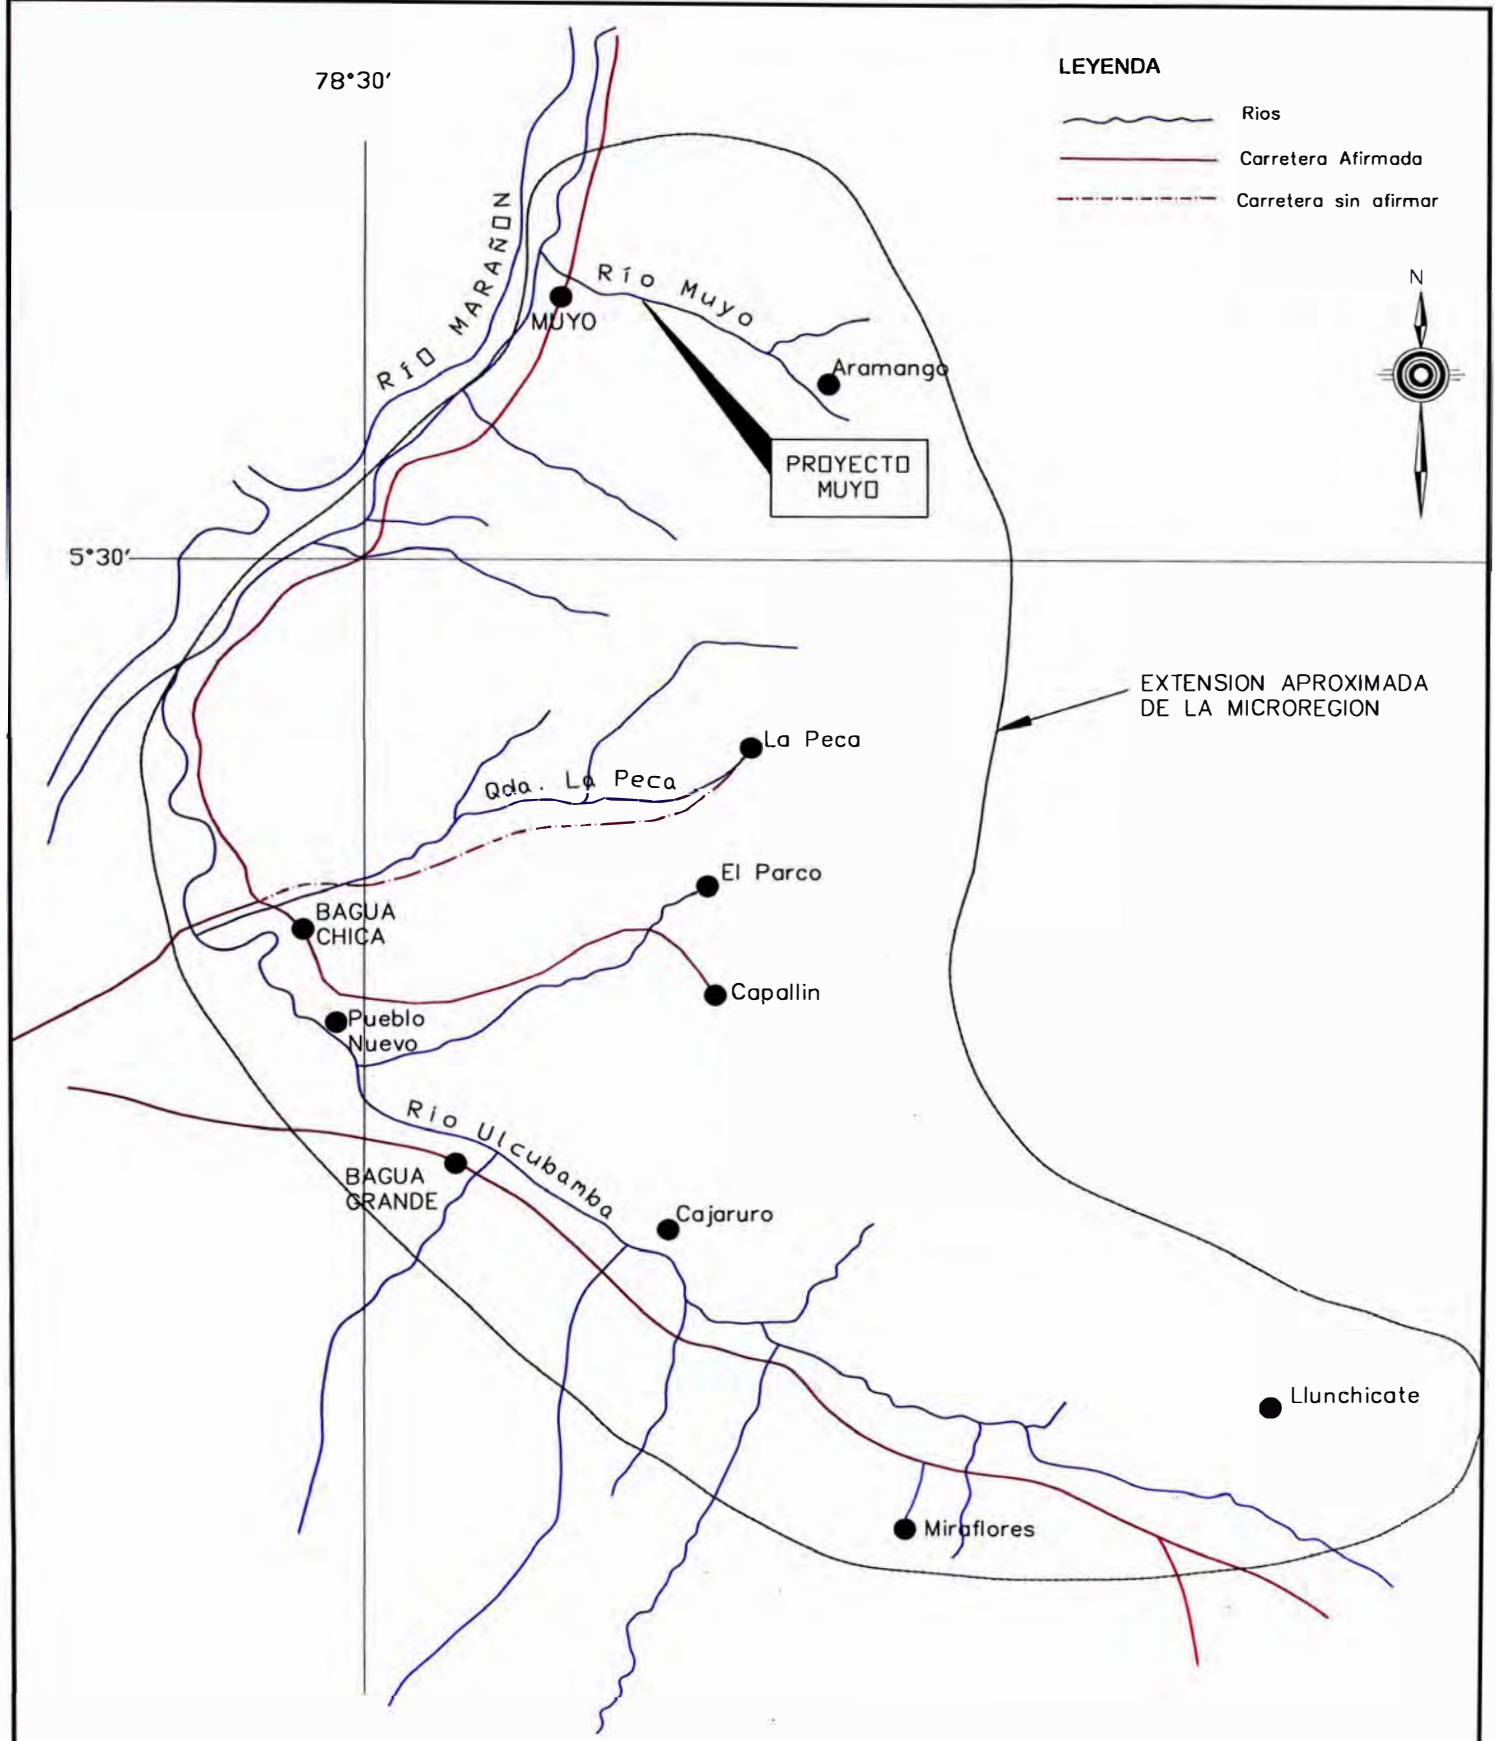 78°30'
LEYENDA
Rios
Carretera Afirmada
Carretera sin afirmar
N
RíO MARAÑON
Río Muyo
MUYO
Aramango
PROYECTO
MUYO
5°30'
EXTENSION APROXIMADA
DE LA MICROREGION
La Peca
Qda. La Peca
El Parco
BAGUA
CHICA
Capallin
Pueblo
Nuevo
Rio Ulcubamba
BAGUA
GRANDE
Cajaruro
Llunchicate
Miraflores